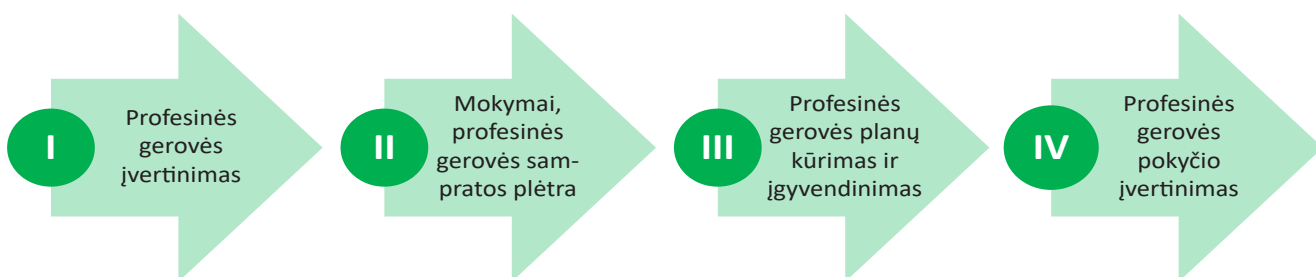 I
Profesinės
gerovės
įvertinimas
II
Mokymai,
profesinės
gerovės sam-
pratos plėtra
III
Profesinės
gerovės planų
kūrimas ir
įgyvendinimas
IV
Profesinės
gerovės
pokyčio
įvertinimas